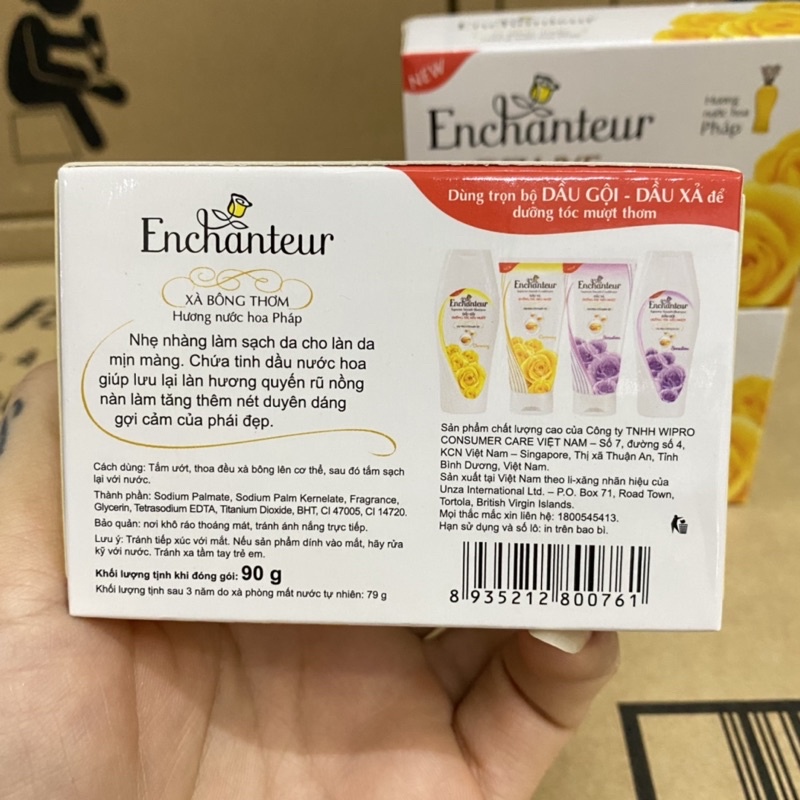 NEW
Enchanteur
Hương
nước hoa
Pháp
Enchanteur
XÀ BÔNG THƠM
Hương nước hoa Pháp
Nhẹ nhàng làm sạch da cho làn da
mịn màng. Chứa tinh dầu nước hoa
giúp lưu lại làn hương quyến rũ nồng
nàn làm tăng thêm nét duyên dáng
gợi cảm của phái đẹp.
Cách dùng: Tắm ướt, thoa đều xà bông lên cơ thể, sau đó tắm sạch
lại với nước.
Thành phần: Sodium Palmate, Sodium Palm Kernelate, Fragrance,
Glycerin, Tetrasodium EDTA, Titanium Dioxide, BHT, CI 47005, CI 14720.
Bảo quản: nơi khô ráo thoáng mát, tránh ánh nắng trực tiếp.
Lưu ý: Tránh tiếp xúc với mắt. Nếu sản phẩm dính vào mắt, hãy rửa
kỹ với nước. Tránh xa tầm tay trẻ em.
Khối lượng tịnh khi đóng gói: 90 g
Khối lượng tịnh sau 3 năm do xà phòng mất nước tự nhiên: 79 g
Dùng trọn bộ DẦU GỘI - DẦU XẢ để
dưỡng tóc mượt thơm
Enchanteur
Enchanteur
Enchanteur
Enchanteur
Sản phẩm chất lượng cao của Công ty TNHH WIPRO
CONSUMER CARE VIỆT NAM – Số 7, đường số 4,
KCN Việt Nam – Singapore, Thị xã Thuận An, Tỉnh
Bình Dương, Việt Nam.
Sản xuất tại Việt Nam theo li-xăng nhãn hiệu của
Unza International Ltd. – P.O. Box 71, Road Town,
Tortola, British Virgin Islands.
Mọi thắc mắc xin liên hệ: 1800545413.
Hạn sử dụng và số lô: in trên bao bì.
8 935212 800761